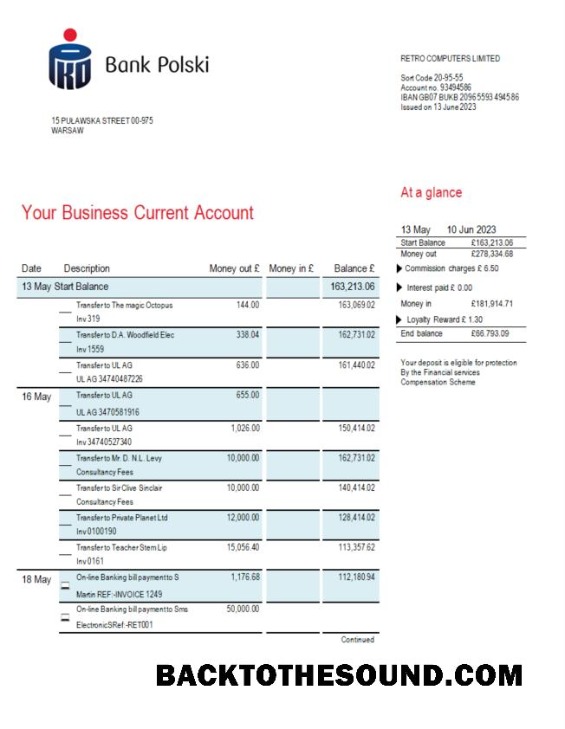 Bank Polski
RETRO COMPUTERS LIMITED
Sort Code 20-95-55
Account no. 93494586
IBAN GB07 BUKB 20965593 494586
Issued on 13 June 2023
15 PUŁAWSKA STREET 00-975
WARSAW
At a glance
Your Business Current Account
13 May 10 Jun 2023
Start Balance £163,213.06
Money out £278,334.68
Commission charges £ 6.50
Interest paid £ 0.00
Money in £181,914.71
Loyalty Reward £ 1.30
End balance £66.793.09
Your deposit is eligible for protection
By the Financial services
Compensation Scheme
Date Description Money out £ Money in £ Balance £
13 May Start Balance 163,213.06
Transfer to The magic Octopus 144.00 163,069.02
Inv 319
Transfer to D.A. Woodfield Elec 338.04 162,731.02
Inv 1559
Transfer to UL AG 636.00 161,440.02
UL AG 34740487226
16 May Transfer to UL AG 655.00
UL AG 3470581916
Transfer to UL AG 1,026.00 150,414.02
Inv 34740527340
Transfer to Mr. D. N.L. Levy 10,000.00 162,731.02
Consultancy Fees
Transfer to Sir Clive Sinclair 10,000.00 140,414.02
Consultancy Fees
Transfer to Private Planet Ltd 12,000.00 128,414.02
Inv 0100190
Transfer to Teacher Stem Lip 15,056.40 113,357.62
Inv 0161
18 May On-line Banking bill payment to S 1,176.68 112,180.94
Martin REF:-INVOICE 1249
On-line Banking bill payment to Sms 50,000.00
ElectronicSRef:-RET001
Continued
BACKTOTHESOUND.COM